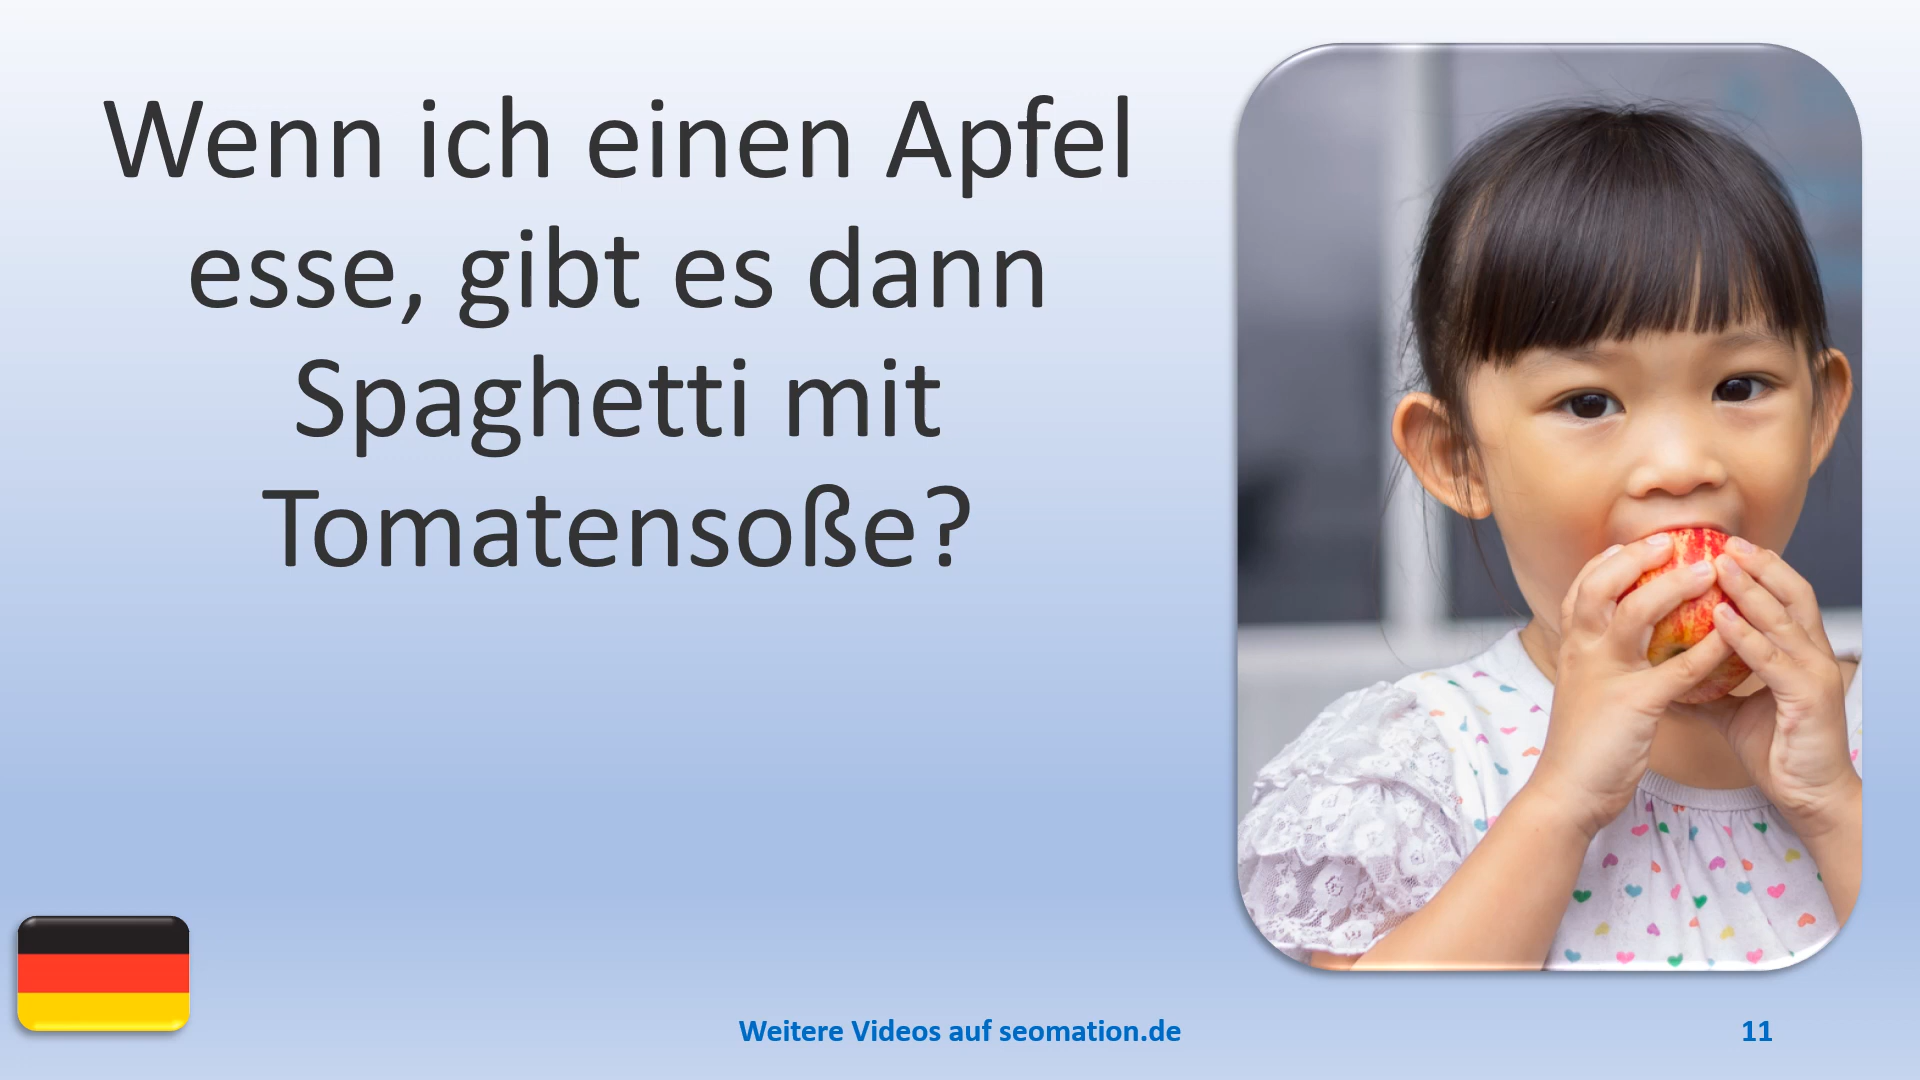 Wenn ich einen Apfel
esse, gibt es dann
Spaghetti mit
Tomatensoße?
Weitere Videos auf seomation.de
11